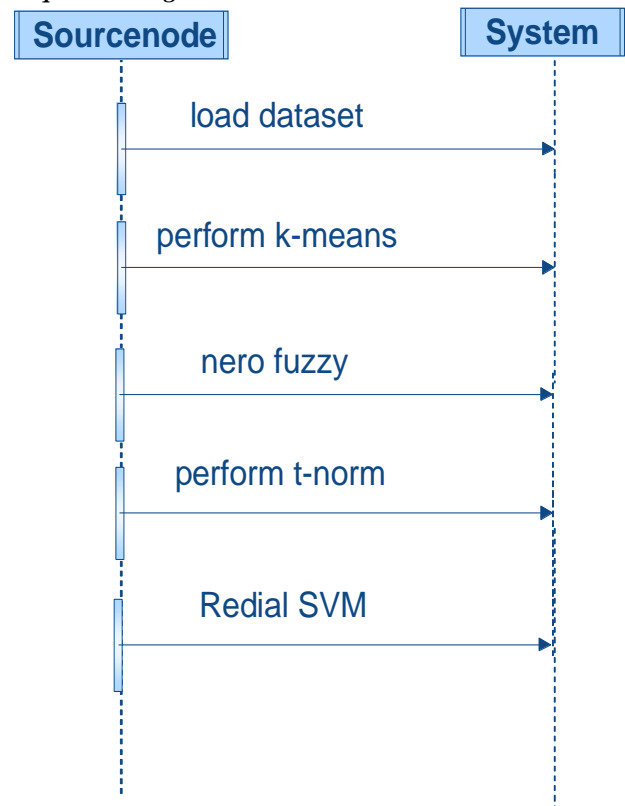 Sourcenode
System
load dataset
perform k-means
nero fuzzy
perform t-norm
Redial SVM